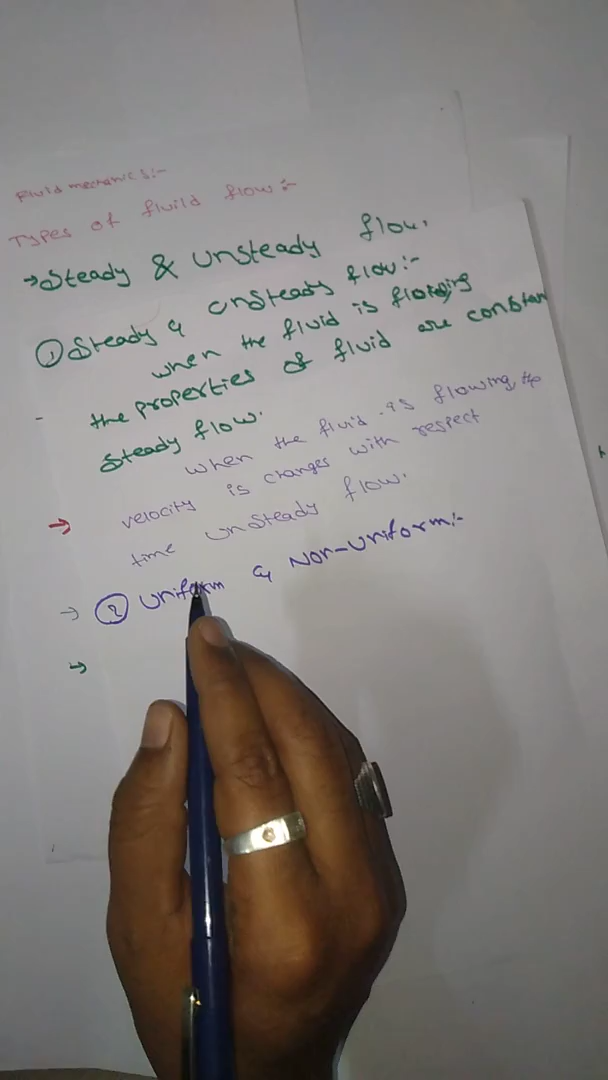 Fluid mechanics:-
Types of fluild flow:-
→ Steady & unsteady flow.
① Steady & unsteady flow:-
when the fluid is flowing
the properties of fluid are constan
steady flow.
when the fluid is flowing, the
→ velocity is changes with respect
time unsteady flow.
→ ② Uniform & Non-uniform:-
→